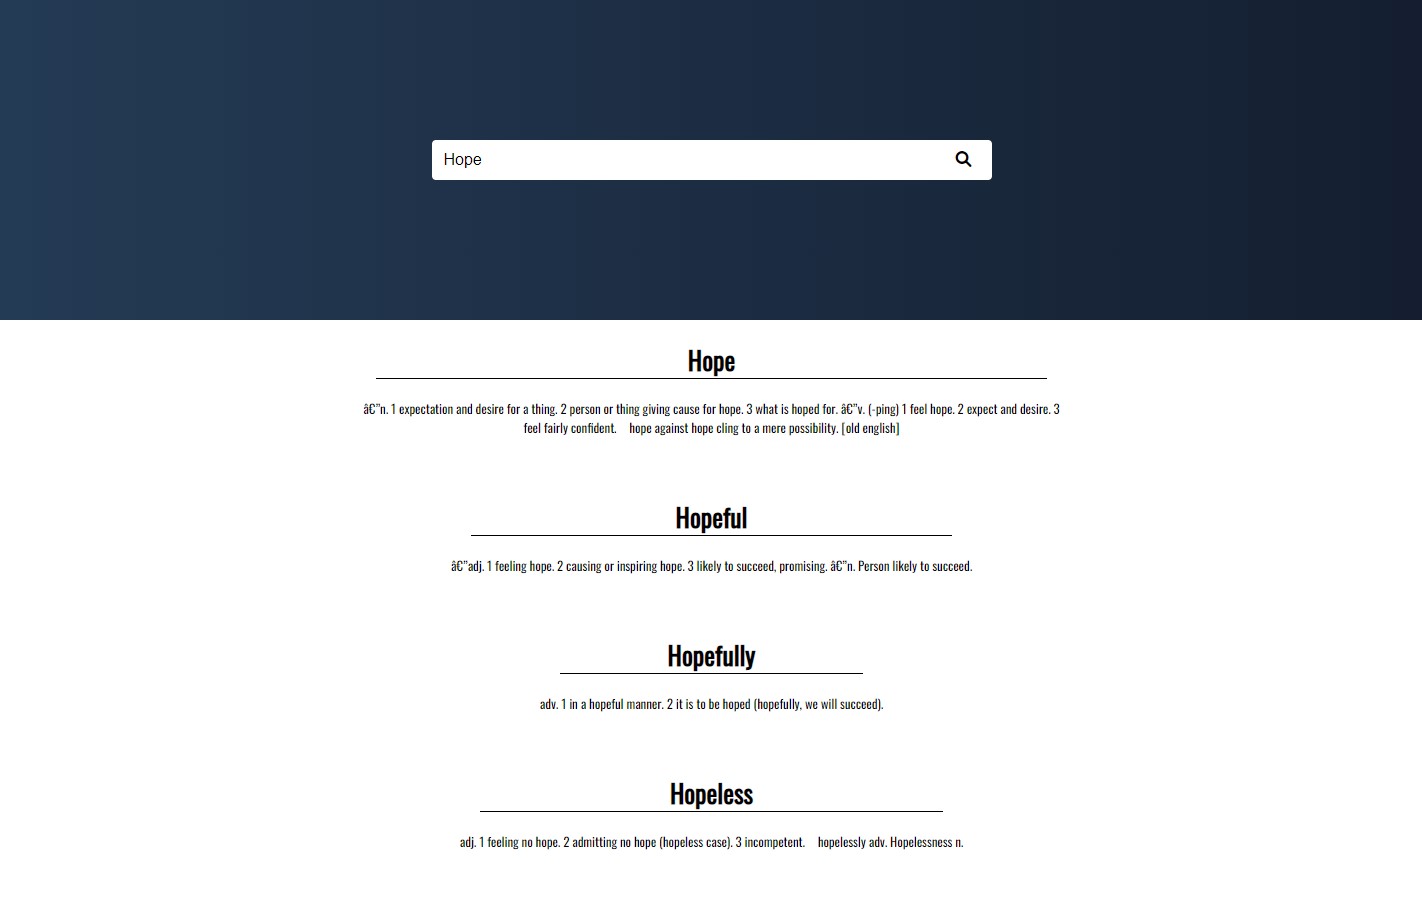 Hope
Hope
â€”n. 1 expectation and desire for a thing. 2 person or thing giving cause for hope. 3 what is hoped for. â€”v. (-ping) 1 feel hope. 2 expect and desire. 3
feel fairly confident.    hope against hope cling to a mere possibility. [old english]
Hopeful
â€”adj. 1 feeling hope. 2 causing or inspiring hope. 3 likely to succeed, promising. â€”n. Person likely to succeed.
Hopefully
adv. 1 in a hopeful manner. 2 it is to be hoped (hopefully, we will succeed).
Hopeless
adj. 1 feeling no hope. 2 admitting no hope (hopeless case). 3 incompetent.    hopelessly adv. Hopelessness n.